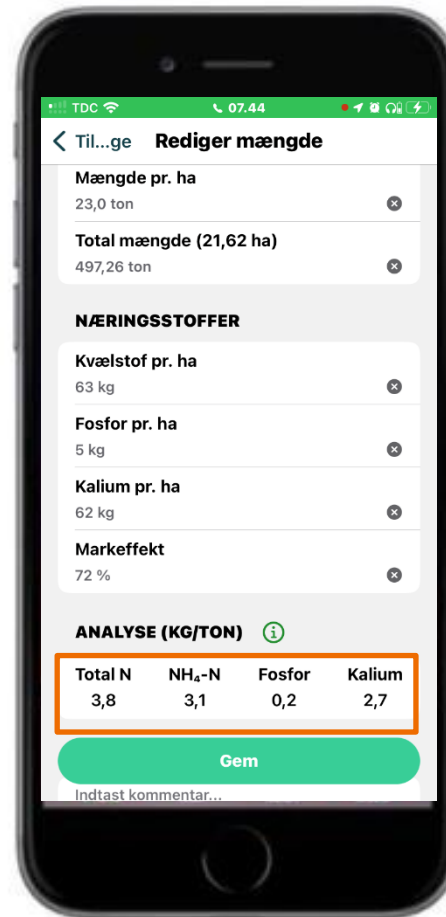 TDC 07.44
Til...ge Rediger mængde
Mængde pr. ha
23,0 ton
Total mængde (21,62 ha)
497,26 ton
NÆRINGSSTOFFER
Kvælstof pr. ha
63 kg
Fosfor pr. ha
5 kg
Kalium pr. ha
62 kg
Markeffekt
72 %
ANALYSE (KG/TON)
Total N NH₄-N Fosfor Kalium
3,8 3,1 0,2 2,7
Gem
Indtast kommentar...